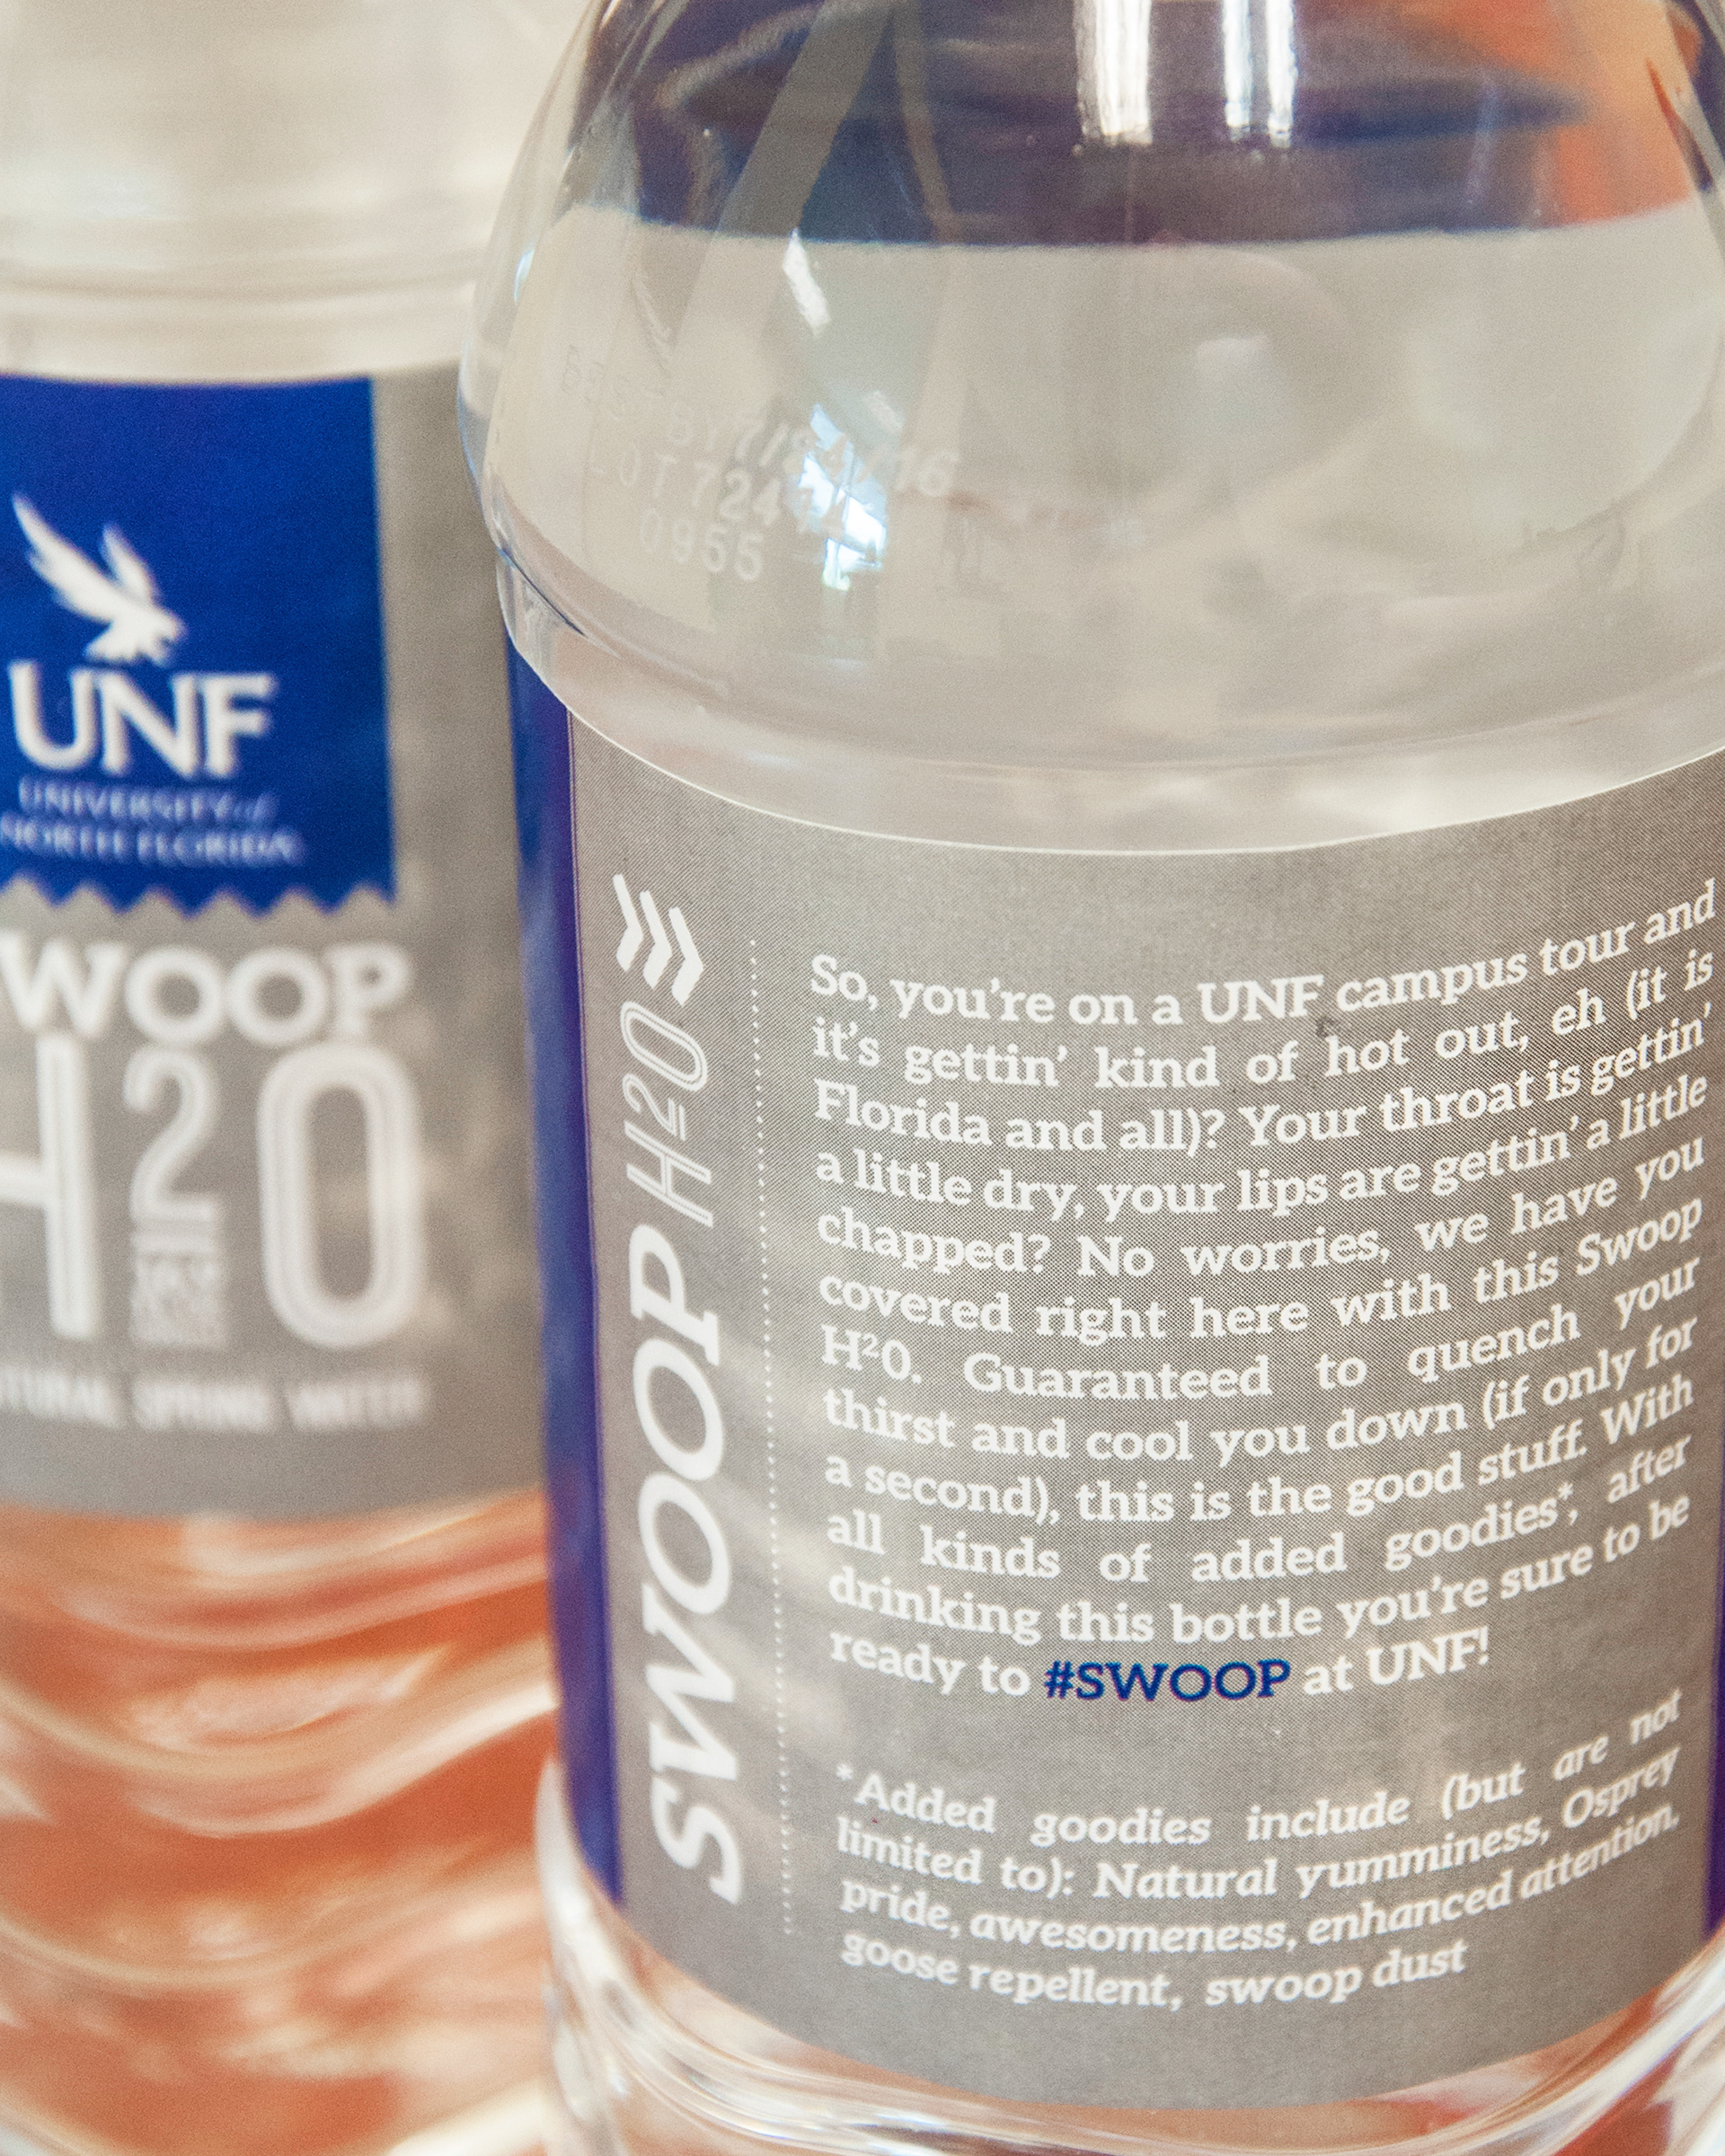 UNF
UNIVERSITY of
NORTH FLORIDA
WOOP
H2O
SPRING WATER
BEST BY 7/
LOT 724
0955
SWOOP H2O
So, you're on a UNF campus tour and
it's gettin' kind of hot out, eh (it is
Florida and all)? Your throat is gettin'
a little dry, your lips are gettin' a little
chapped? No worries, we have you
covered right here with this Swoop
H²0. Guaranteed to quench your
thirst and cool you down (if only for
a second), this is the good stuff. With
all kinds of added goodies*, after
drinking this bottle you're sure to be
ready to #SWOOP at UNF!
*Added goodies include (but are not
limited to): Natural yumminess, Osprey
pride, awesomeness, enhanced attention,
goose repellent, swoop dust